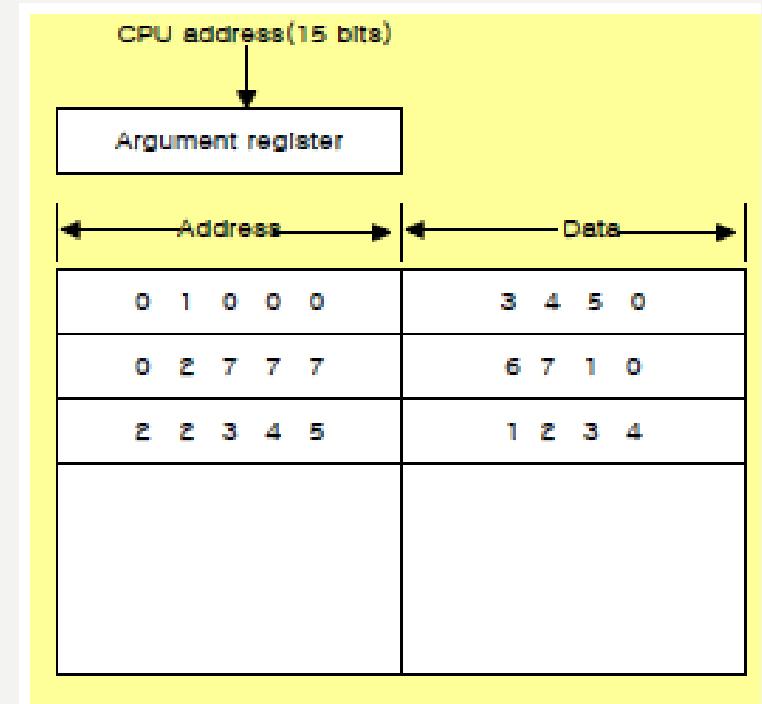 CPU address(15 bits)
Argument register
Address Data
0 1 0 0 0 3 4 5 0
0 2 7 7 7 6 7 1 0
2 2 3 4 5 1 2 3 4